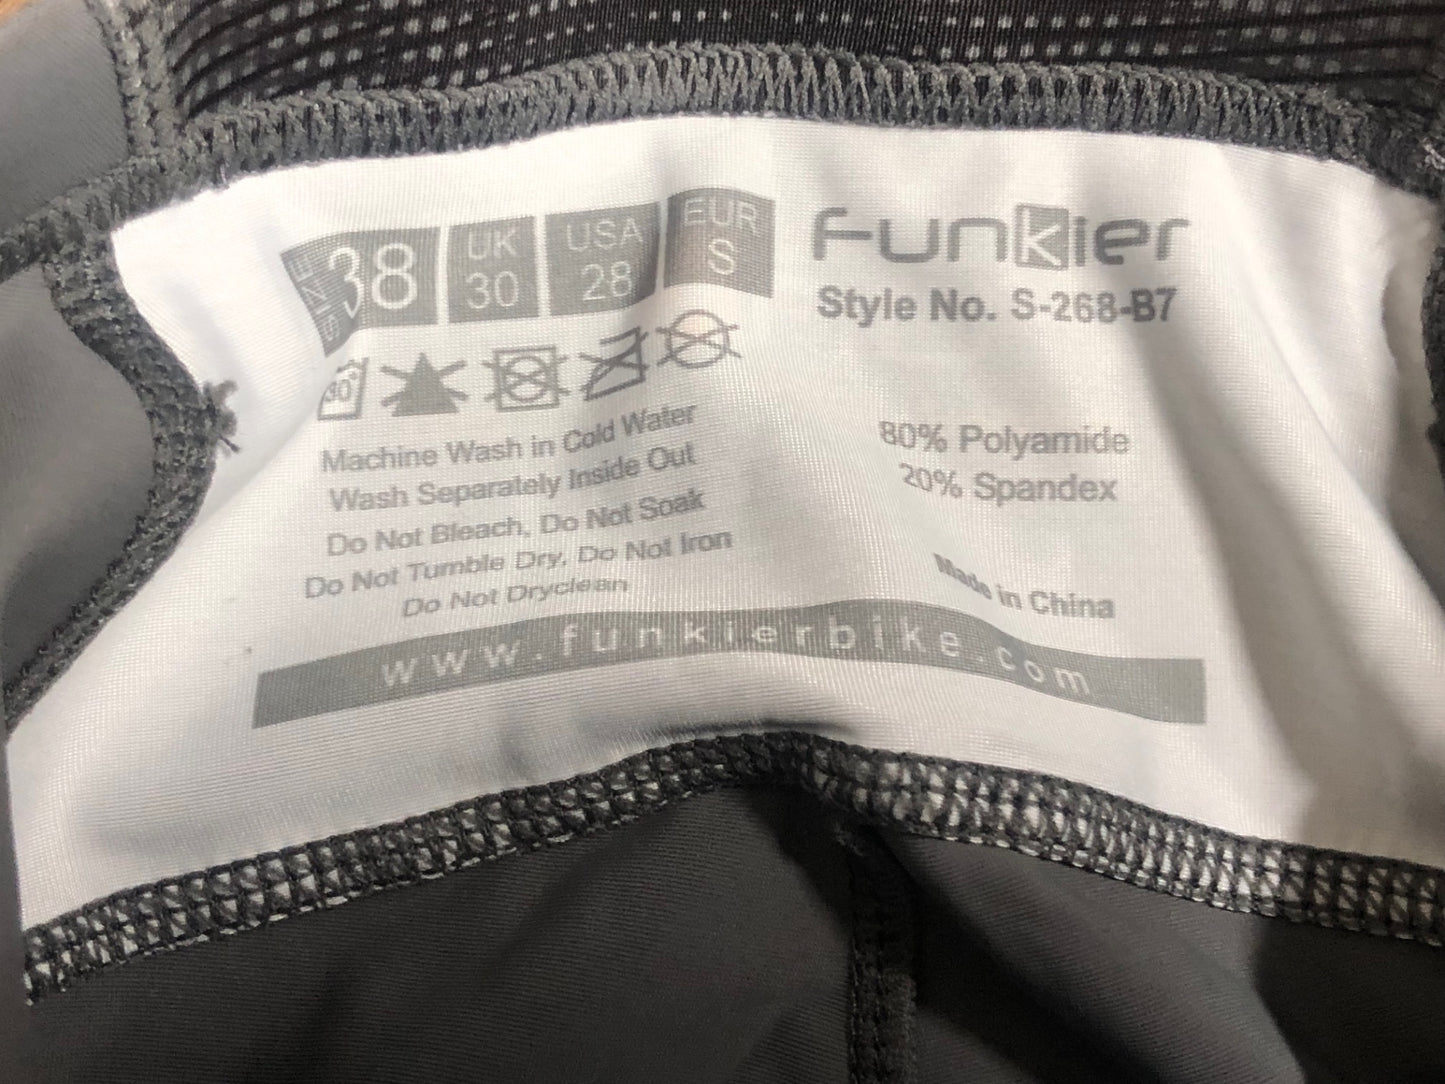 SIZE 38 UK 30 USA 28 EUR S
Funkier
Style No. S-268-B7
30°
Machine Wash in Cold Water
Wash Separately Inside Out
Do Not Bleach, Do Not Soak
Do Not Tumble Dry, Do Not Iron
Do Not Dryclean
80% Polyamide
20% Spandex
Made in China
www.funkierbike.com